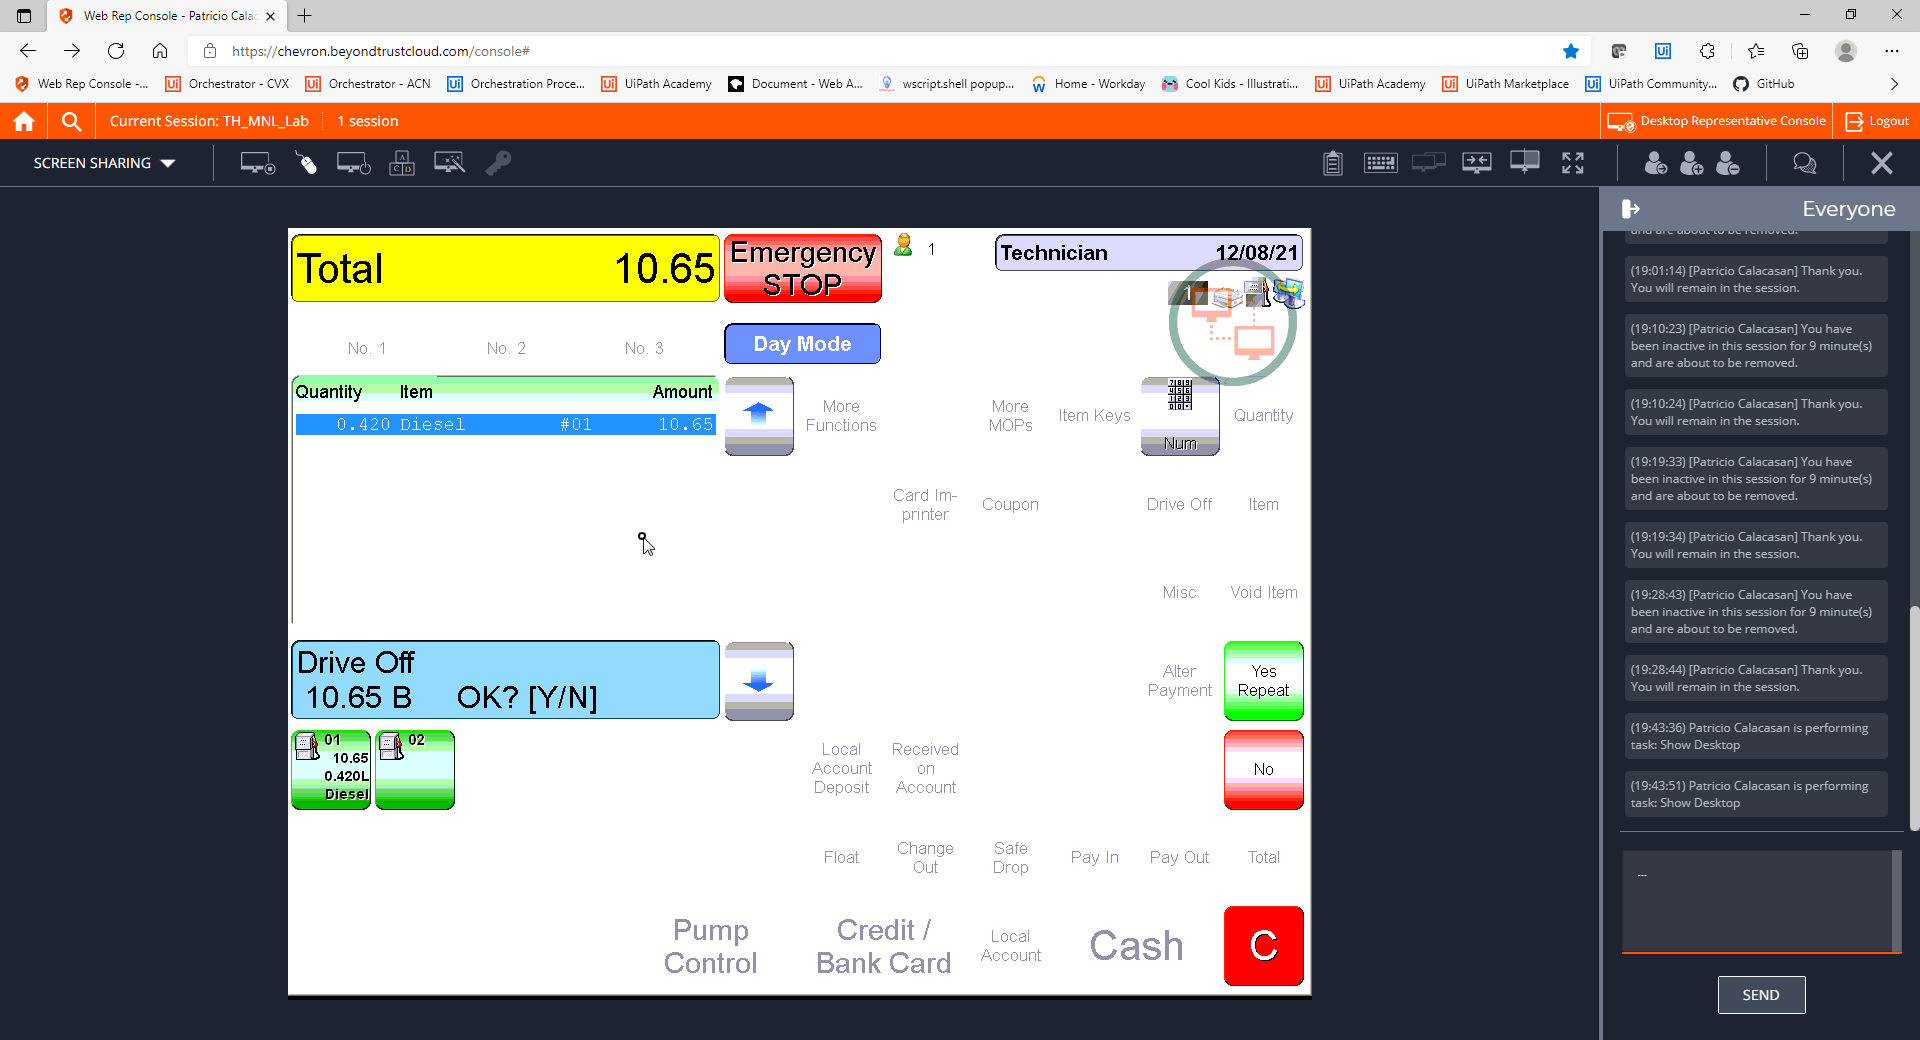 Web Rep Console - Patricio Cala
https://chevron.beyondtrustcloud.com/console#
Web Rep Console -...
Orchestrator - CVX
Orchestrator - ACN
Orchestration Proce...
UiPath Academy
Document - Web A...
wscript.shell popup...
Home - Workday
Cool Kids - Illustrati...
UiPath Academy
UiPath Marketplace
UiPath Community...
GitHub
Current Session: TH_MNL_Lab
1 session
Desktop Representative Console
Logout
SCREEN SHARING
Everyone
Total 10.65
Emergency
STOP
1
Technician 12/08/21
1
No. 1
No. 2
No. 3
Day Mode
Quantity Item Amount
0.420 Diesel #01 10.65
More
Functions
More
MOPs
Item Keys
Num
Quantity
Card Im-
printer
Coupon
Drive Off
Item
Misc
Void Item
Drive Off
10.65 B OK? [Y/N]
Alter
Payment
Yes
Repeat
01
10.65
0.420L
Diesel
02
Local
Account
Deposit
Received
on
Account
No
Float
Change
Out
Safe
Drop
Pay In
Pay Out
Total
Pump
Control
Credit /
Bank Card
Local
Account
Cash
C
and are about to be removed.
(19:01:14) [Patricio Calacasan] Thank you.
You will remain in the session.
(19:10:23) [Patricio Calacasan] You have
been inactive in this session for 9 minute(s)
and are about to be removed.
(19:10:24) [Patricio Calacasan] Thank you.
You will remain in the session.
(19:19:33) [Patricio Calacasan] You have
been inactive in this session for 9 minute(s)
and are about to be removed.
(19:19:34) [Patricio Calacasan] Thank you.
You will remain in the session.
(19:28:43) [Patricio Calacasan] You have
been inactive in this session for 9 minute(s)
and are about to be removed.
(19:28:44) [Patricio Calacasan] Thank you.
You will remain in the session.
(19:43:36) Patricio Calacasan is performing
task: Show Desktop
(19:43:51) Patricio Calacasan is performing
task: Show Desktop
...
SEND